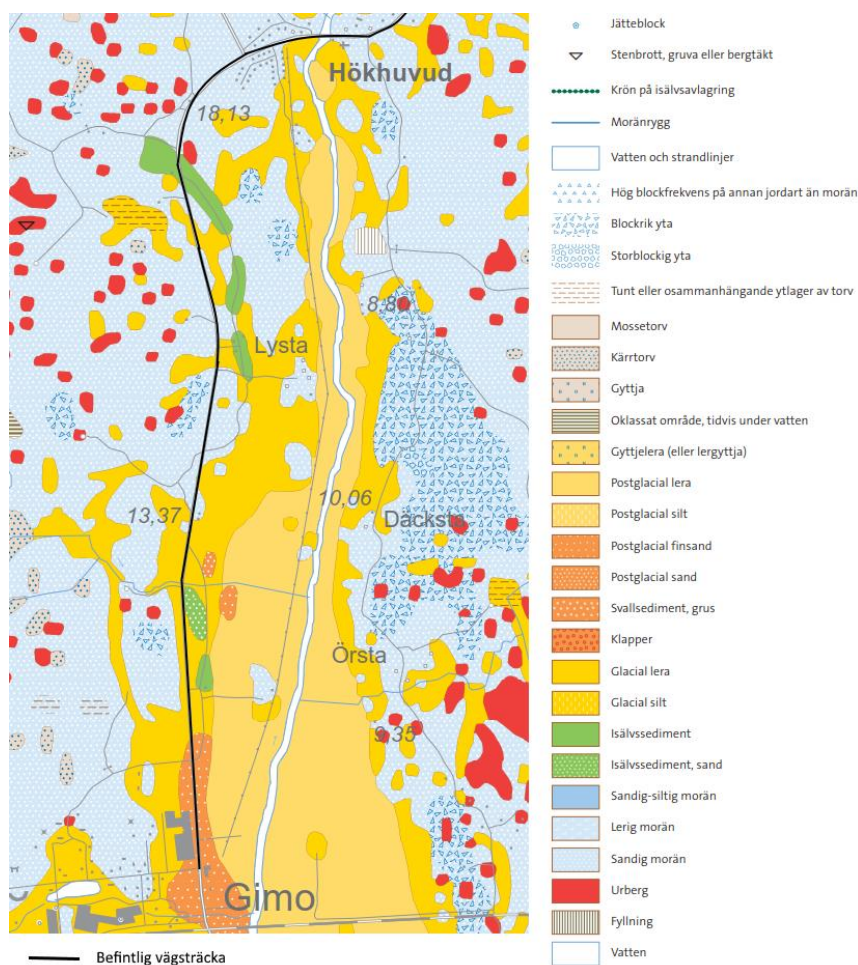 Hökhuvud
18,13
8,89
Lysta
10,06
13,37
Däcksta
Örsta
9,35
Gimo
Befintlig vägsträcka
Jätteblock
Stenbrott, gruva eller bergtäkt
Krön på isälvsavlagring
Moränrygg
Vatten och strandlinjer
Hög blockfrekvens på annan jordart än morän
Blockrik yta
Storblockig yta
Tunt eller osammanhängande ytlager av torv
Mossetorv
Kärrtorv
Gyttja
Oklassat område, tidvis under vatten
Gyttjelera (eller lergyttja)
Postglacial lera
Postglacial silt
Postglacial finsand
Postglacial sand
Svallsediment, grus
Klapper
Glacial lera
Glacial silt
Isälvssediment
Isälvssediment, sand
Sandig-siltig morän
Lerig morän
Sandig morän
Urberg
Fyllning
Vatten